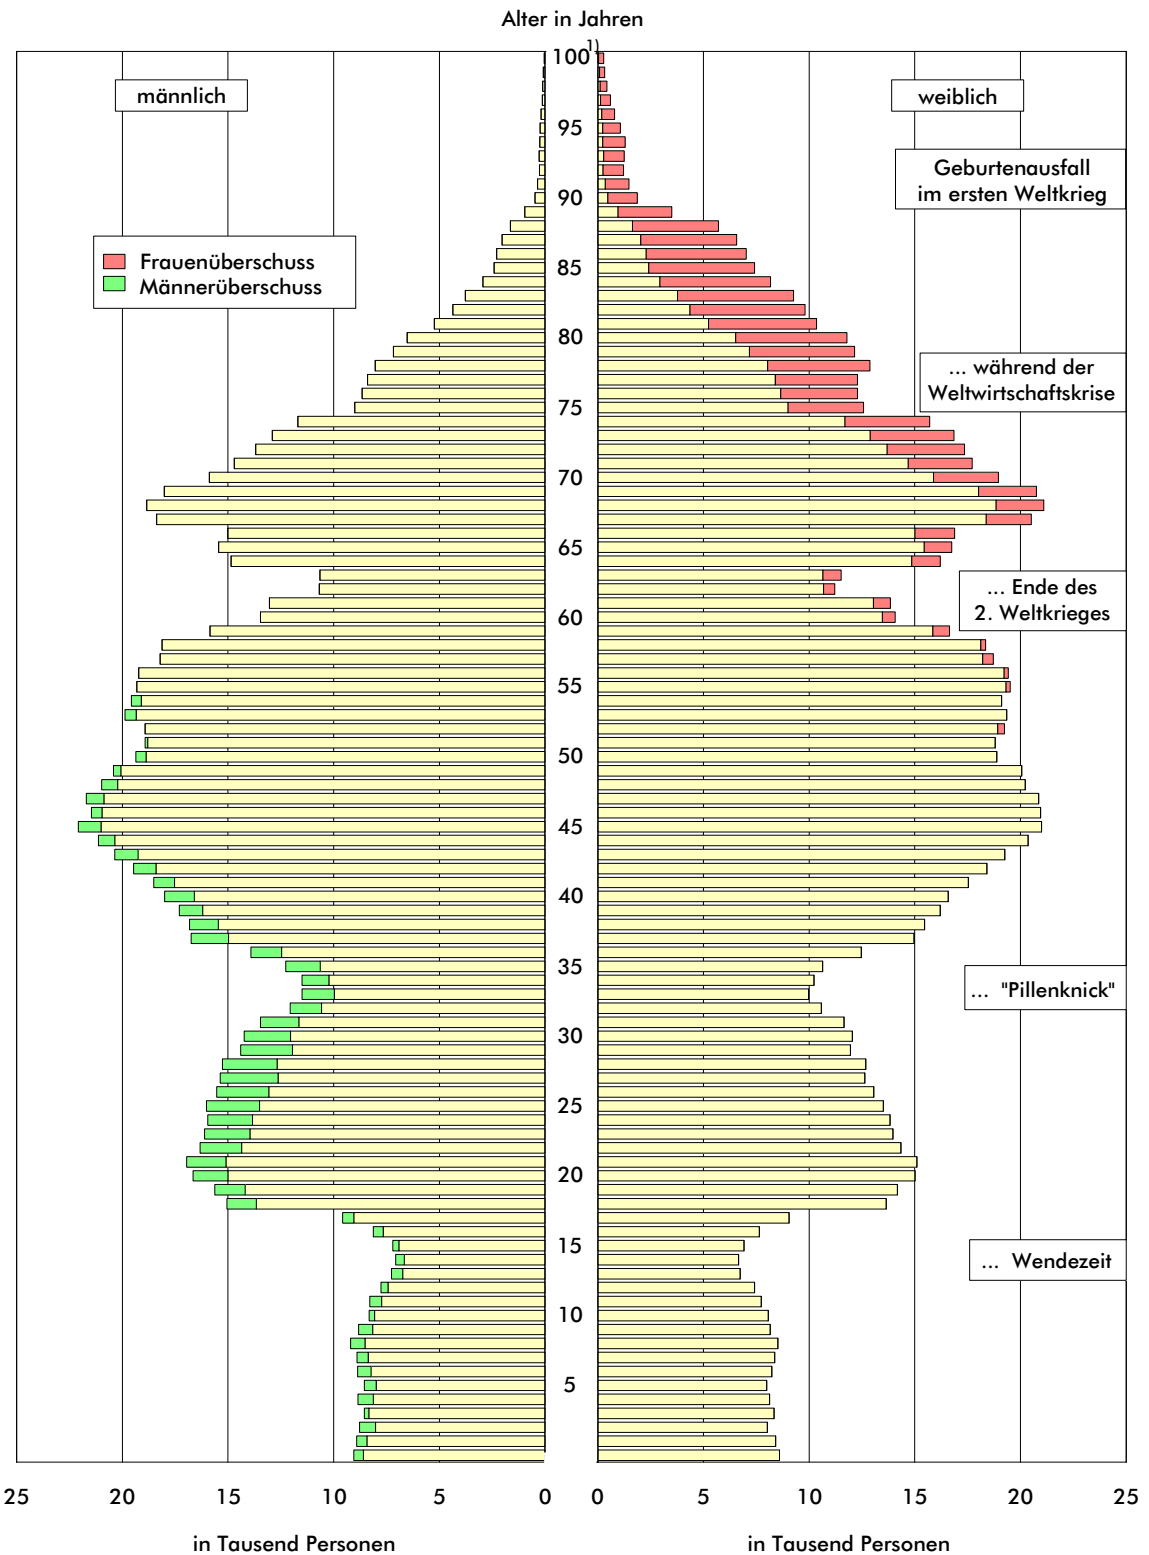 Alter in Jahren
männlich
weiblich
Geburtenausfall
im ersten Weltkrieg
Frauenüberschuss
Männerüberschuss
... während der
Weltwirtschaftskrise
... Ende des
2. Weltkrieges
... "Pillenknick"
... Wendezeit
100 1)
95
90
85
80
75
70
65
60
55
50
45
40
35
30
25
20
15
10
5
25 20 15 10 5 0 0 5 10 15 20 25
in Tausend Personen in Tausend Personen